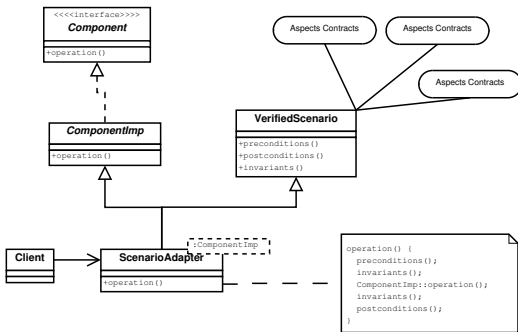 <<<<interface>>>>
Component
+operation()
Aspects Contracts
Aspects Contracts
Aspects Contracts
ComponentImp
+operation()
VerifiedScenario
+preconditions()
+postconditions()
+invariants()
:ComponentImp
Client
ScenarioAdapter
+operation()
operation() {
preconditions();
invariants();
ComponentImp::operation();
invariants();
postconditions();
}